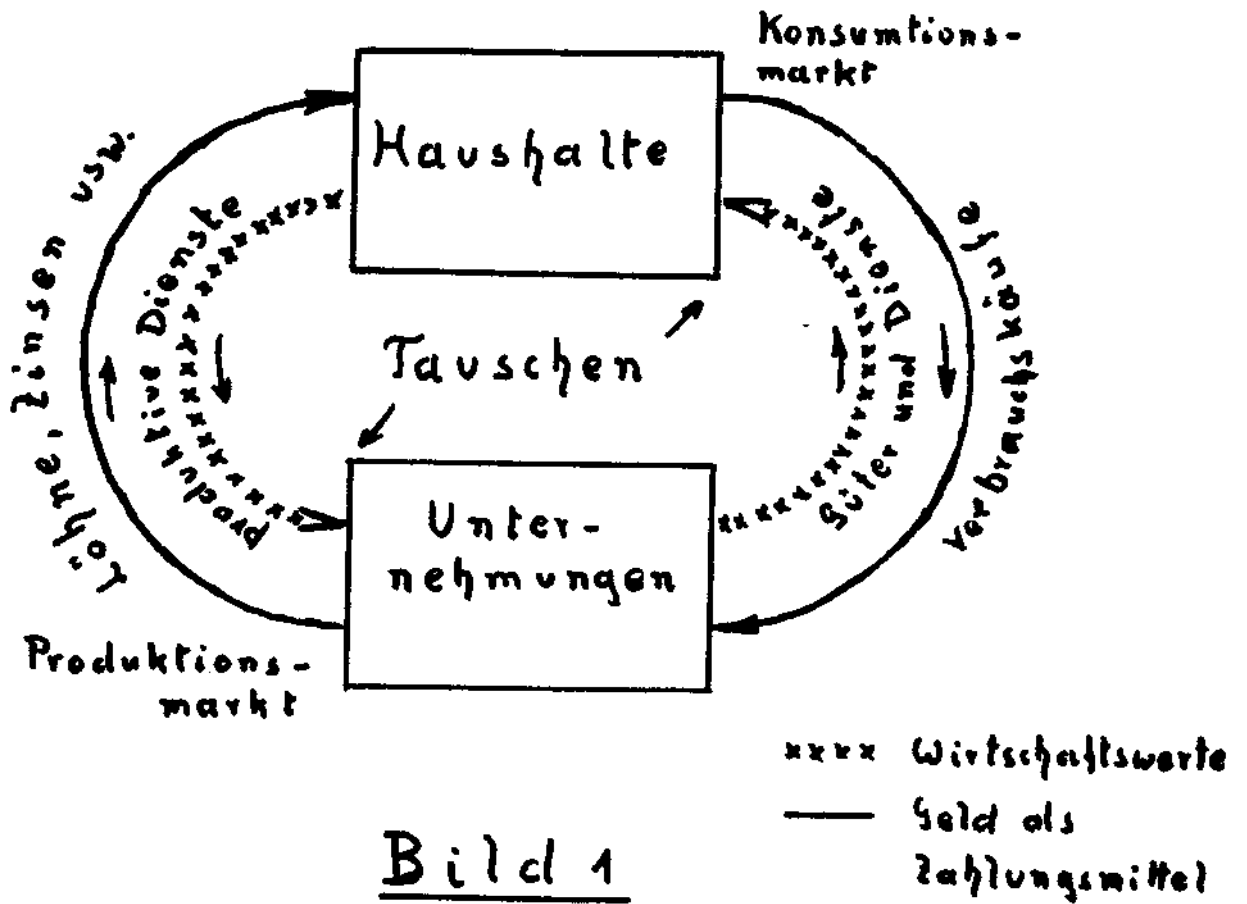 Konsumtions-
markt
Haushalte
Löhne, Zinsen usw.
produktive Dienste
Tauschen
Güter und Dienste
Verbrauchskünfte
Unter-
nehmungen
Produktions-
markt
xxxx Wirtschaftswerte
Geld als
Zahlungsmittel
Bild 1